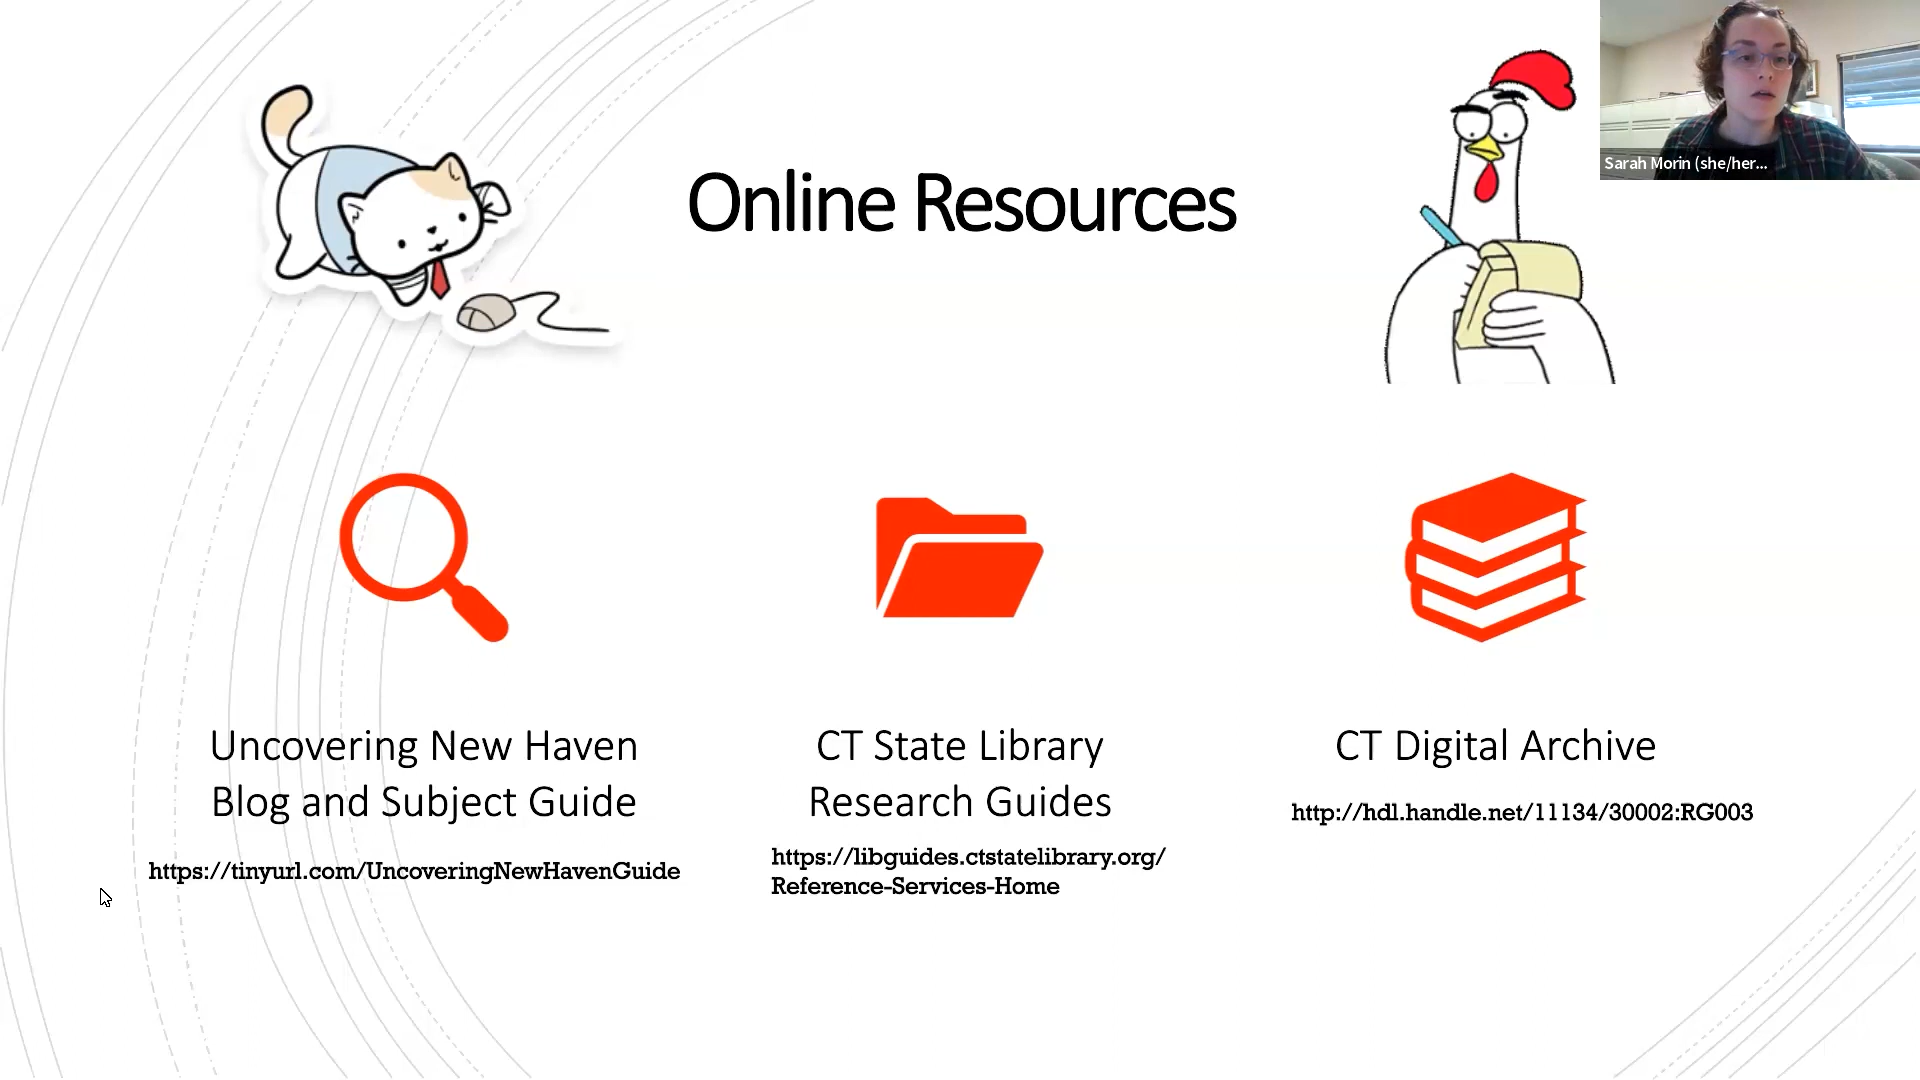 Online Resources
Sarah Morin (she/her...
Uncovering New Haven
Blog and Subject Guide
https://tinyurl.com/UncoveringNewHavenGuide
CT State Library
Research Guides
https://libguides.ctstatelibrary.org/
Reference-Services-Home
CT Digital Archive
http://hdl.handle.net/11134/30002:RG003